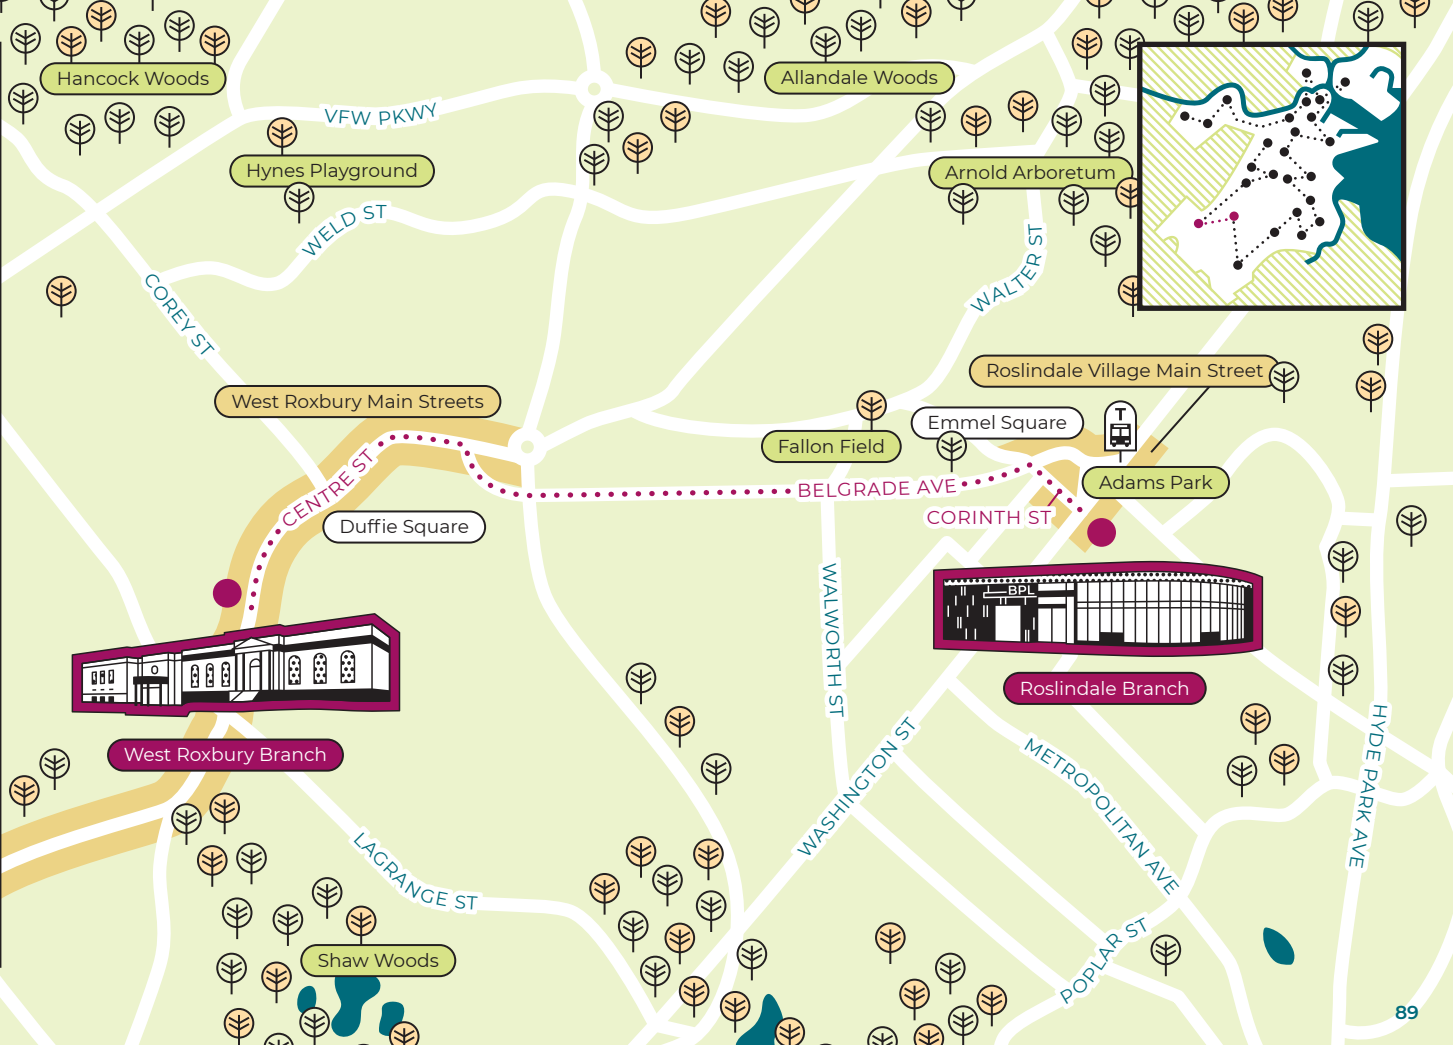 Hancock Woods
Allandale Woods
VFW PKWY
Hynes Playground
Arnold Arboretum
WELD ST
WALTER ST
COREY ST
Roslindale Village Main Street
West Roxbury Main Streets
Emmel Square
T
Fallon Field
CENTRE ST
Adams Park
BELGRADE AVE
CORINTH ST
Duffie Square
BPL
WALWORTH ST
Roslindale Branch
West Roxbury Branch
WASHINGTON ST
METROPOLITAN AVE
HYDE PARK AVE
LAGRANGE ST
Shaw Woods
POPLAR ST
89